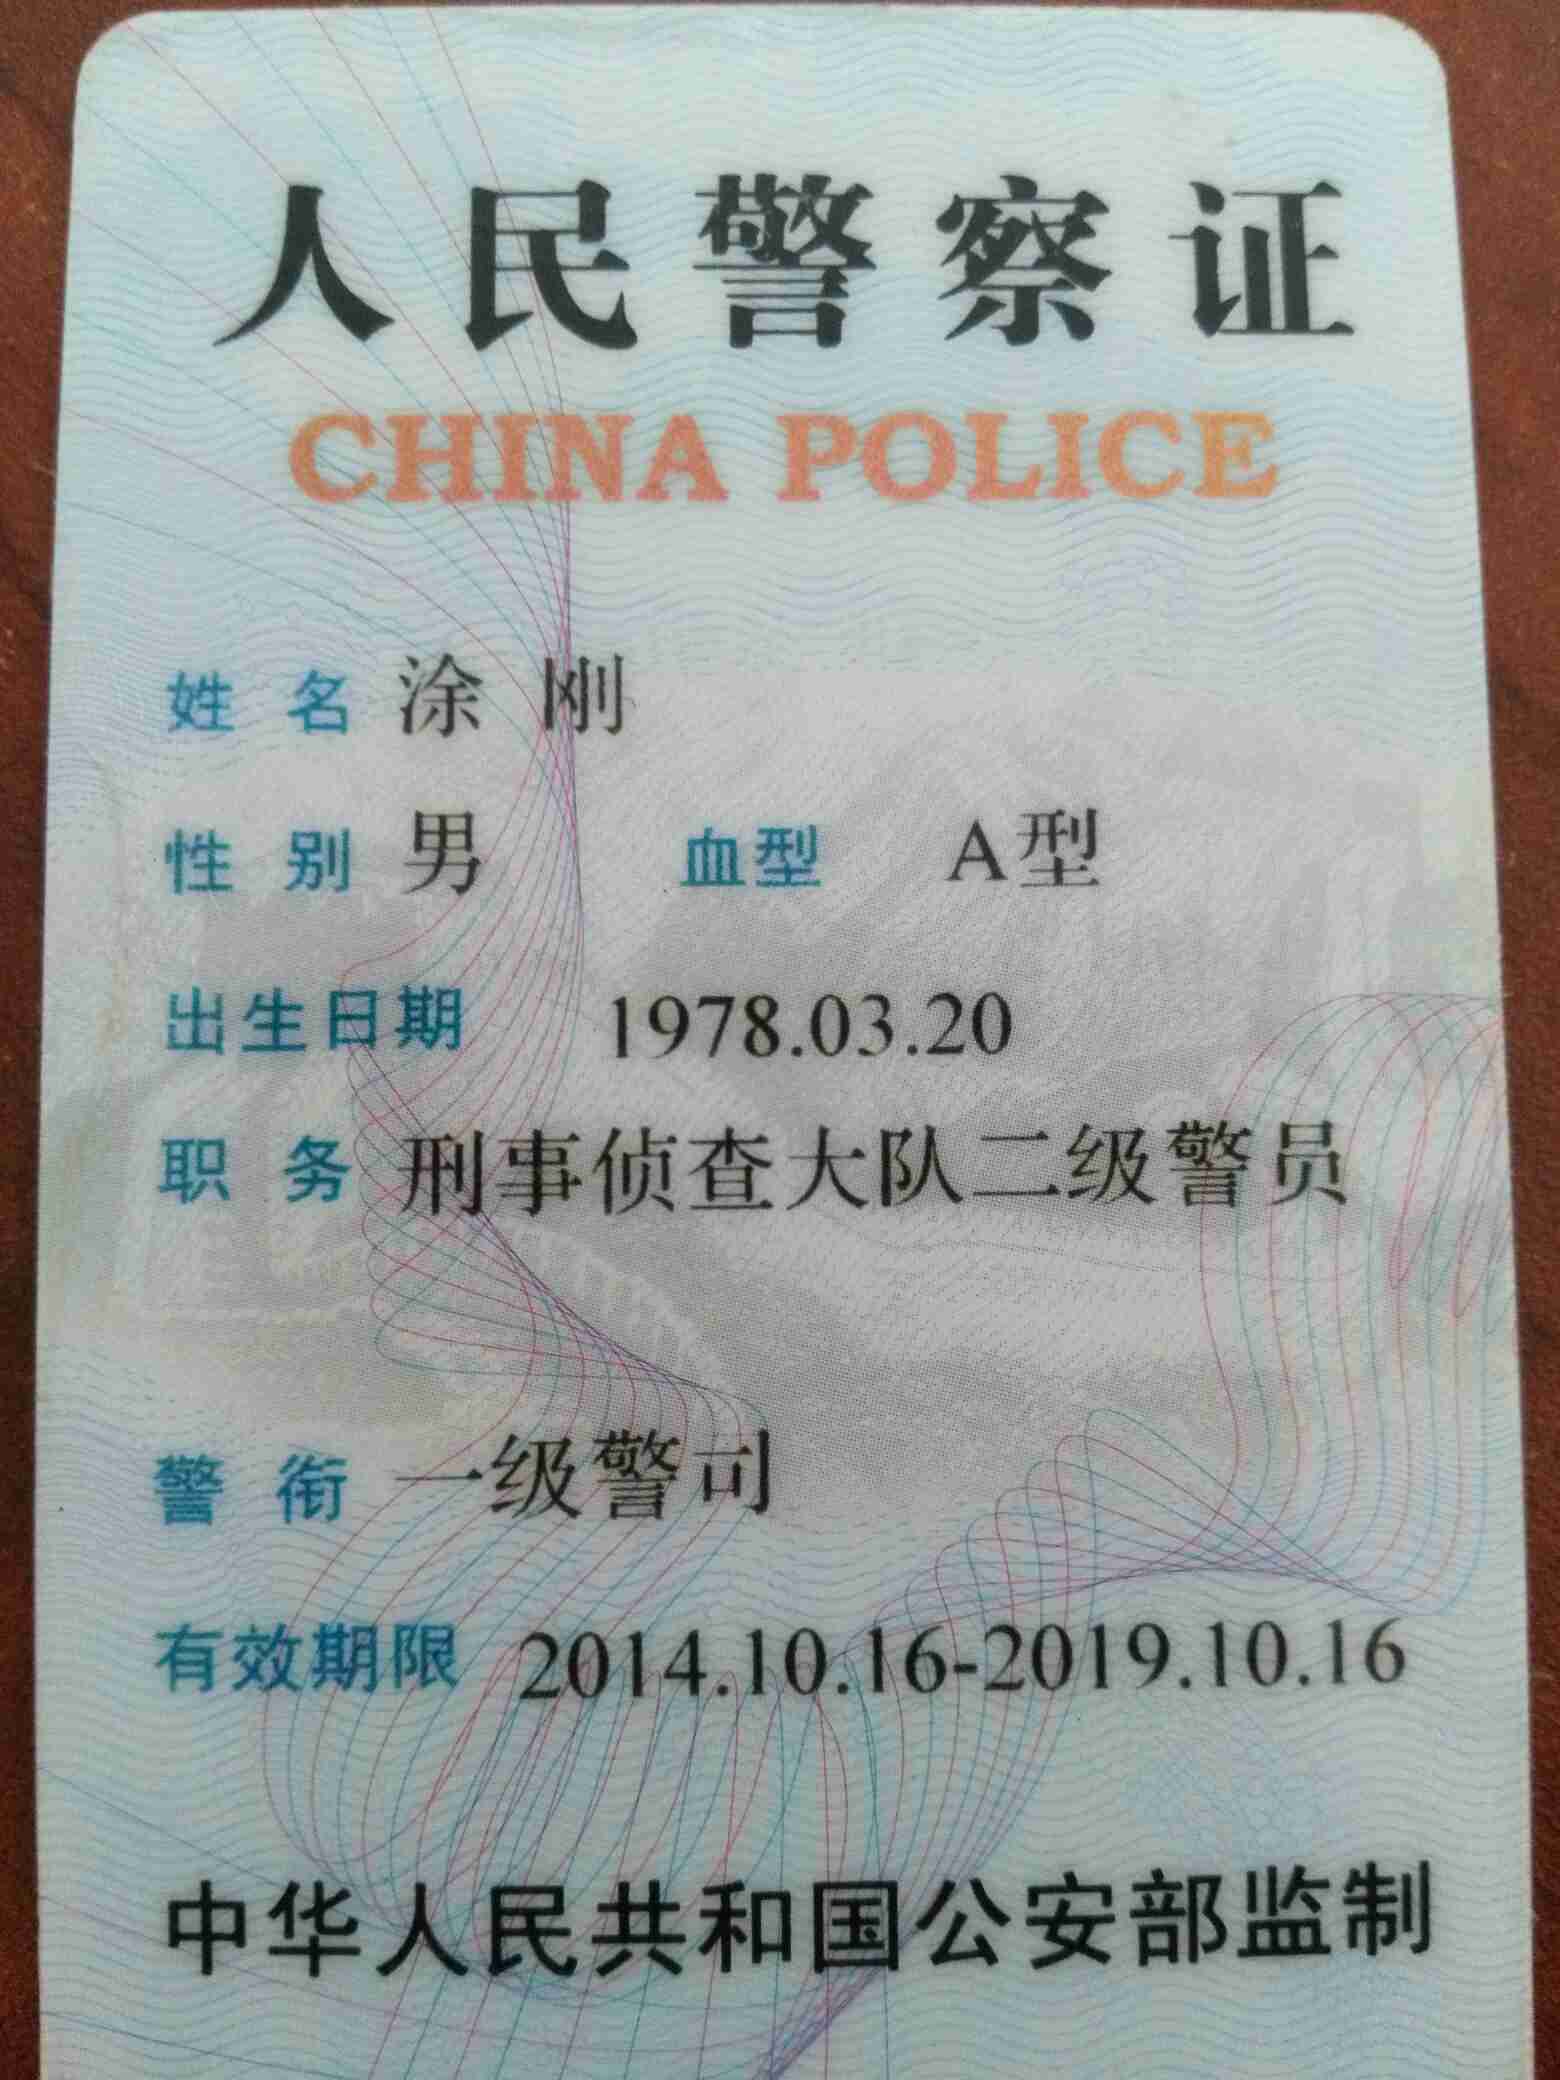 人民警察证
CHINA POLICE
姓 名 涂 刚
性 别 男 血型 A型
出生日期 1978.03.20
职 务 刑事侦查大队二级警员
警 衔 一级警司
有效期限 2014.10.16-2019.10.16
中华人民共和国公安部监制